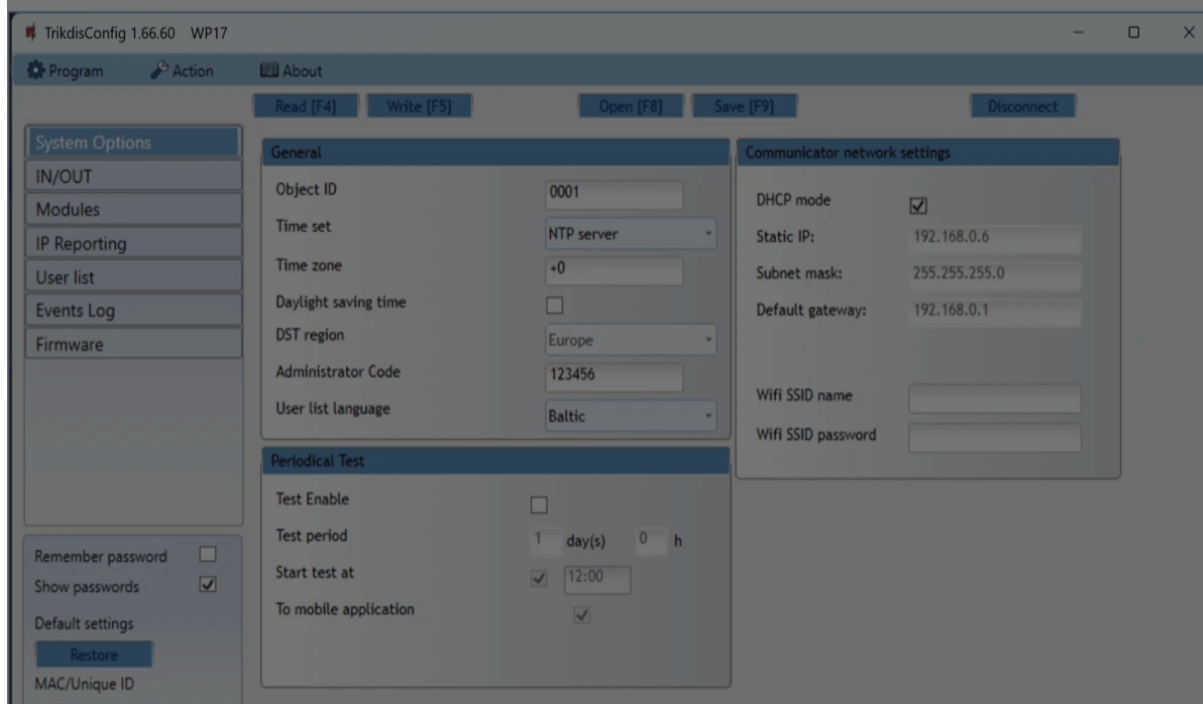 TrikdisConfig 1.66.60 WP17
Program Action About
Read [F4] Write [F5] Open [F8] Save [F9] Disconnect
System Options
IN/OUT
Modules
IP Reporting
User list
Events Log
Firmware
Remember password
Show passwords
Default settings
Restore
MAC/Unique ID
General
Object ID 0001
Time set NTP server
Time zone +0
Daylight saving time
DST region Europe
Administrator Code 123456
User list language Baltic
Periodical Test
Test Enable
Test period 1 day(s) 0 h
Start test at 12:00
To mobile application
Communicator network settings
DHCP mode
Static IP: 192.168.0.6
Subnet mask: 255.255.255.0
Default gateway: 192.168.0.1
Wifi SSID name
Wifi SSID password